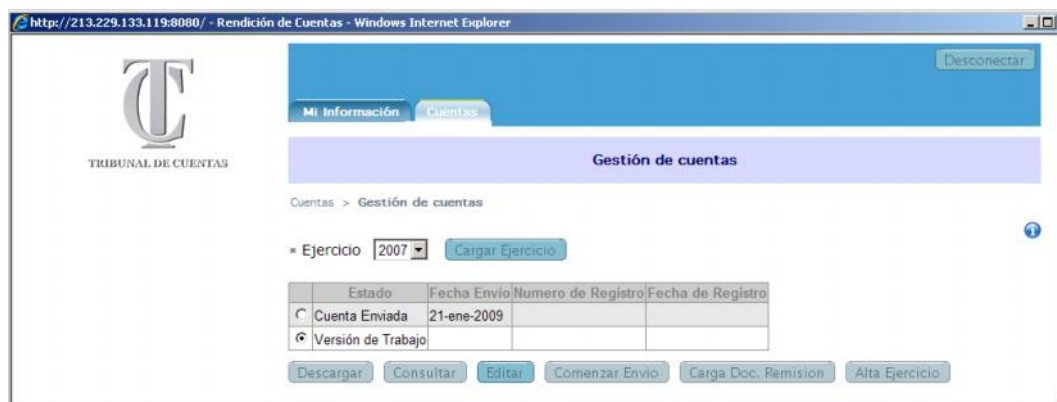 http://213.229.133.119:8080/ - Rendición de Cuentas - Windows Internet Explorer
Desconectar
TC
Mi Información Cuentas
TRIBUNAL DE CUENTAS
Gestión de cuentas
Cuentas > Gestión de cuentas
* Ejercicio 2007 Cargar Ejercicio
Estado Fecha Envío Numero de Registro Fecha de Registro
Cuenta Enviada 21-ene-2009
Versión de Trabajo
Descargar Consultar Editar Comenzar Envio Carga Doc. Remision Alta Ejercicio